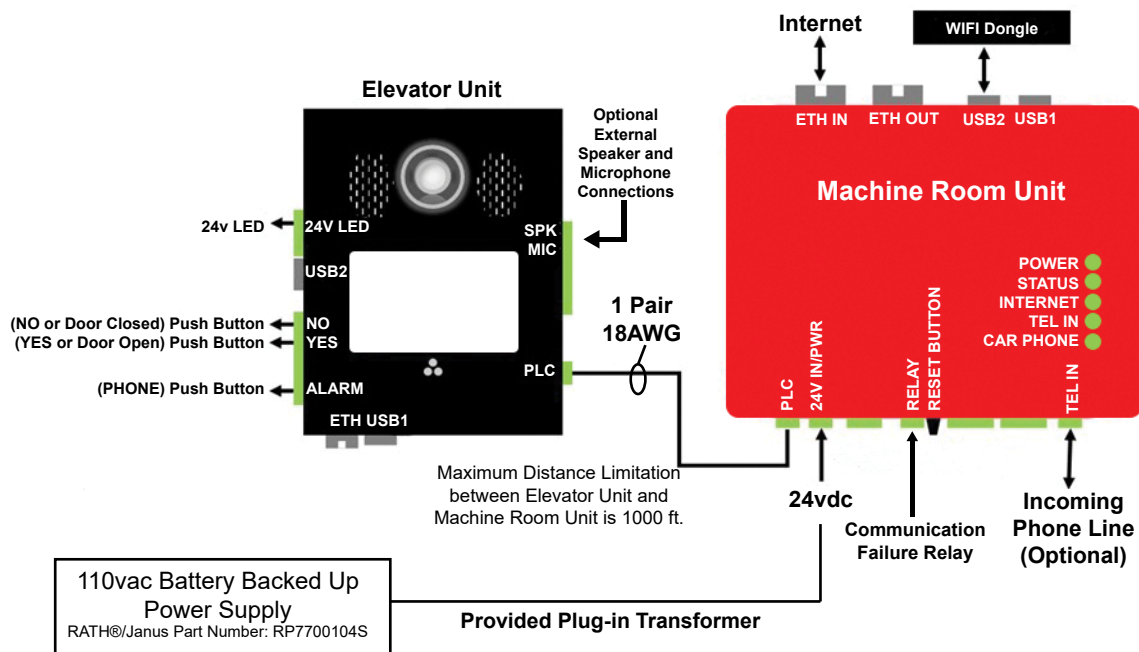 Internet
WIFI Dongle
Elevator Unit
Optional
External
Speaker and
Microphone
Connections
ETH IN
ETH OUT
USB2
USB1
Machine Room Unit
24v LED
24V LED
SPK
MIC
USB2
POWER
STATUS
INTERNET
TEL IN
CAR PHONE
1 Pair
18AWG
(NO or Door Closed) Push Button
NO
(YES or Door Open) Push Button
YES
PLC
(PHONE) Push Button
ALARM
ETH USB1
PLC
24V IN/PWR
RELAY
RESET BUTTON
TEL IN
Maximum Distance Limitation
between Elevator Unit and
Machine Room Unit is 1000 ft.
24vdc
Communication
Failure Relay
Incoming
Phone Line
(Optional)
110vac Battery Backed Up
Power Supply
RATH®/Janus Part Number: RP7700104S
Provided Plug-in Transformer